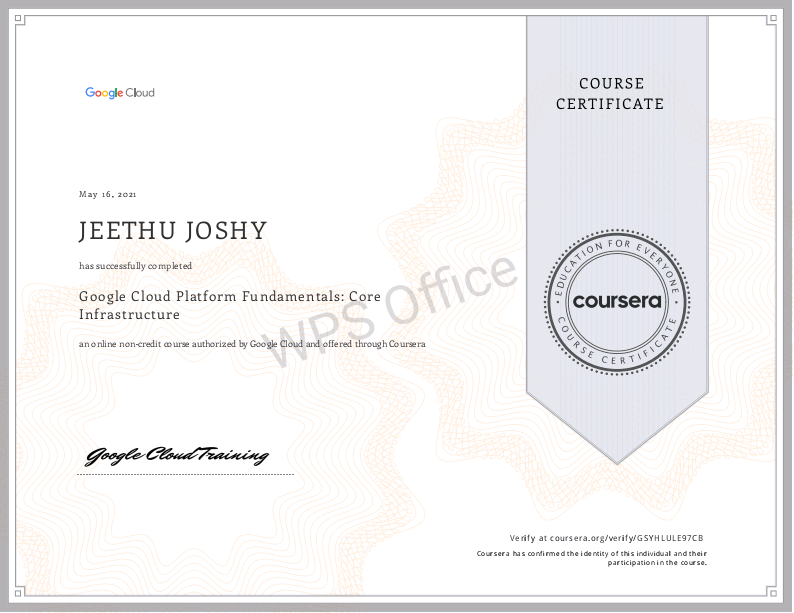 Google Cloud
COURSE
CERTIFICATE
May 16, 2021
JEETHU JOSHY
has successfully completed
Google Cloud Platform Fundamentals: Core
Infrastructure
an online non-credit course authorized by Google Cloud and offered through Coursera
WPS Office
EDUCATION FOR EVERYONE
coursera
COURSE CERTIFICATE
Google Cloud Training
Verify at coursera.org/verify/GSYHLULE97CB
Coursera has confirmed the identity of this individual and their
participation in the course.